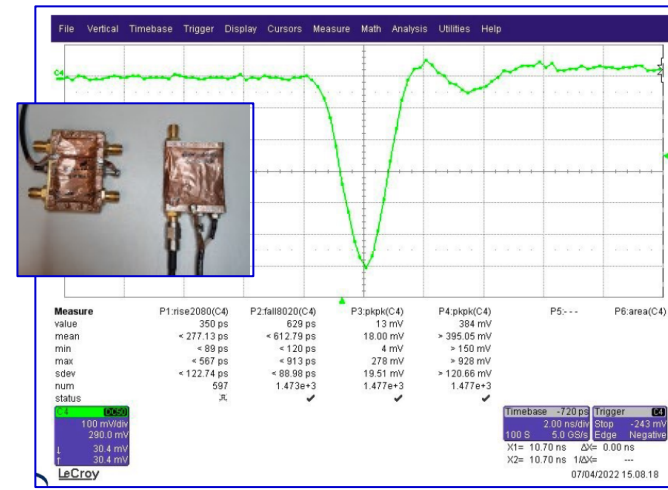 File Vertical Timebase Trigger Display Cursors Measure Math Analysis Utilities Help
C4
Measure P1:rise2080(C4) P2:fall8020(C4) P3:pkpk(C4) P4:pkpk(C4) P5:- - - P6:area(C4)
value 350 ps 629 ps 13 mV 384 mV
mean < 277.13 ps < 612.79 ps 18.00 mV > 395.05 mV
min < 89 ps < 120 ps 4 mV > 150 mV
max < 567 ps < 913 ps 278 mV > 928 mV
sdev < 122.74 ps < 88.98 ps 19.51 mV > 120.66 mV
num 597 1.473e+3 1.477e+3 1.477e+3
status
C4 DC50
100 mV/div
290.0 mV
↓ 30.4 mV
↑ 30.4 mV
Timebase -720 ps
2.00 ns/div
100 S 5.0 GS/s
Trigger C4
Stop -243 mV
Edge Negative
X1= 10.70 ns ΔX= 0.00 ns
X2= 10.70 ns 1/ΔX= ---
LeCroy
07/04/2022 15.08.18